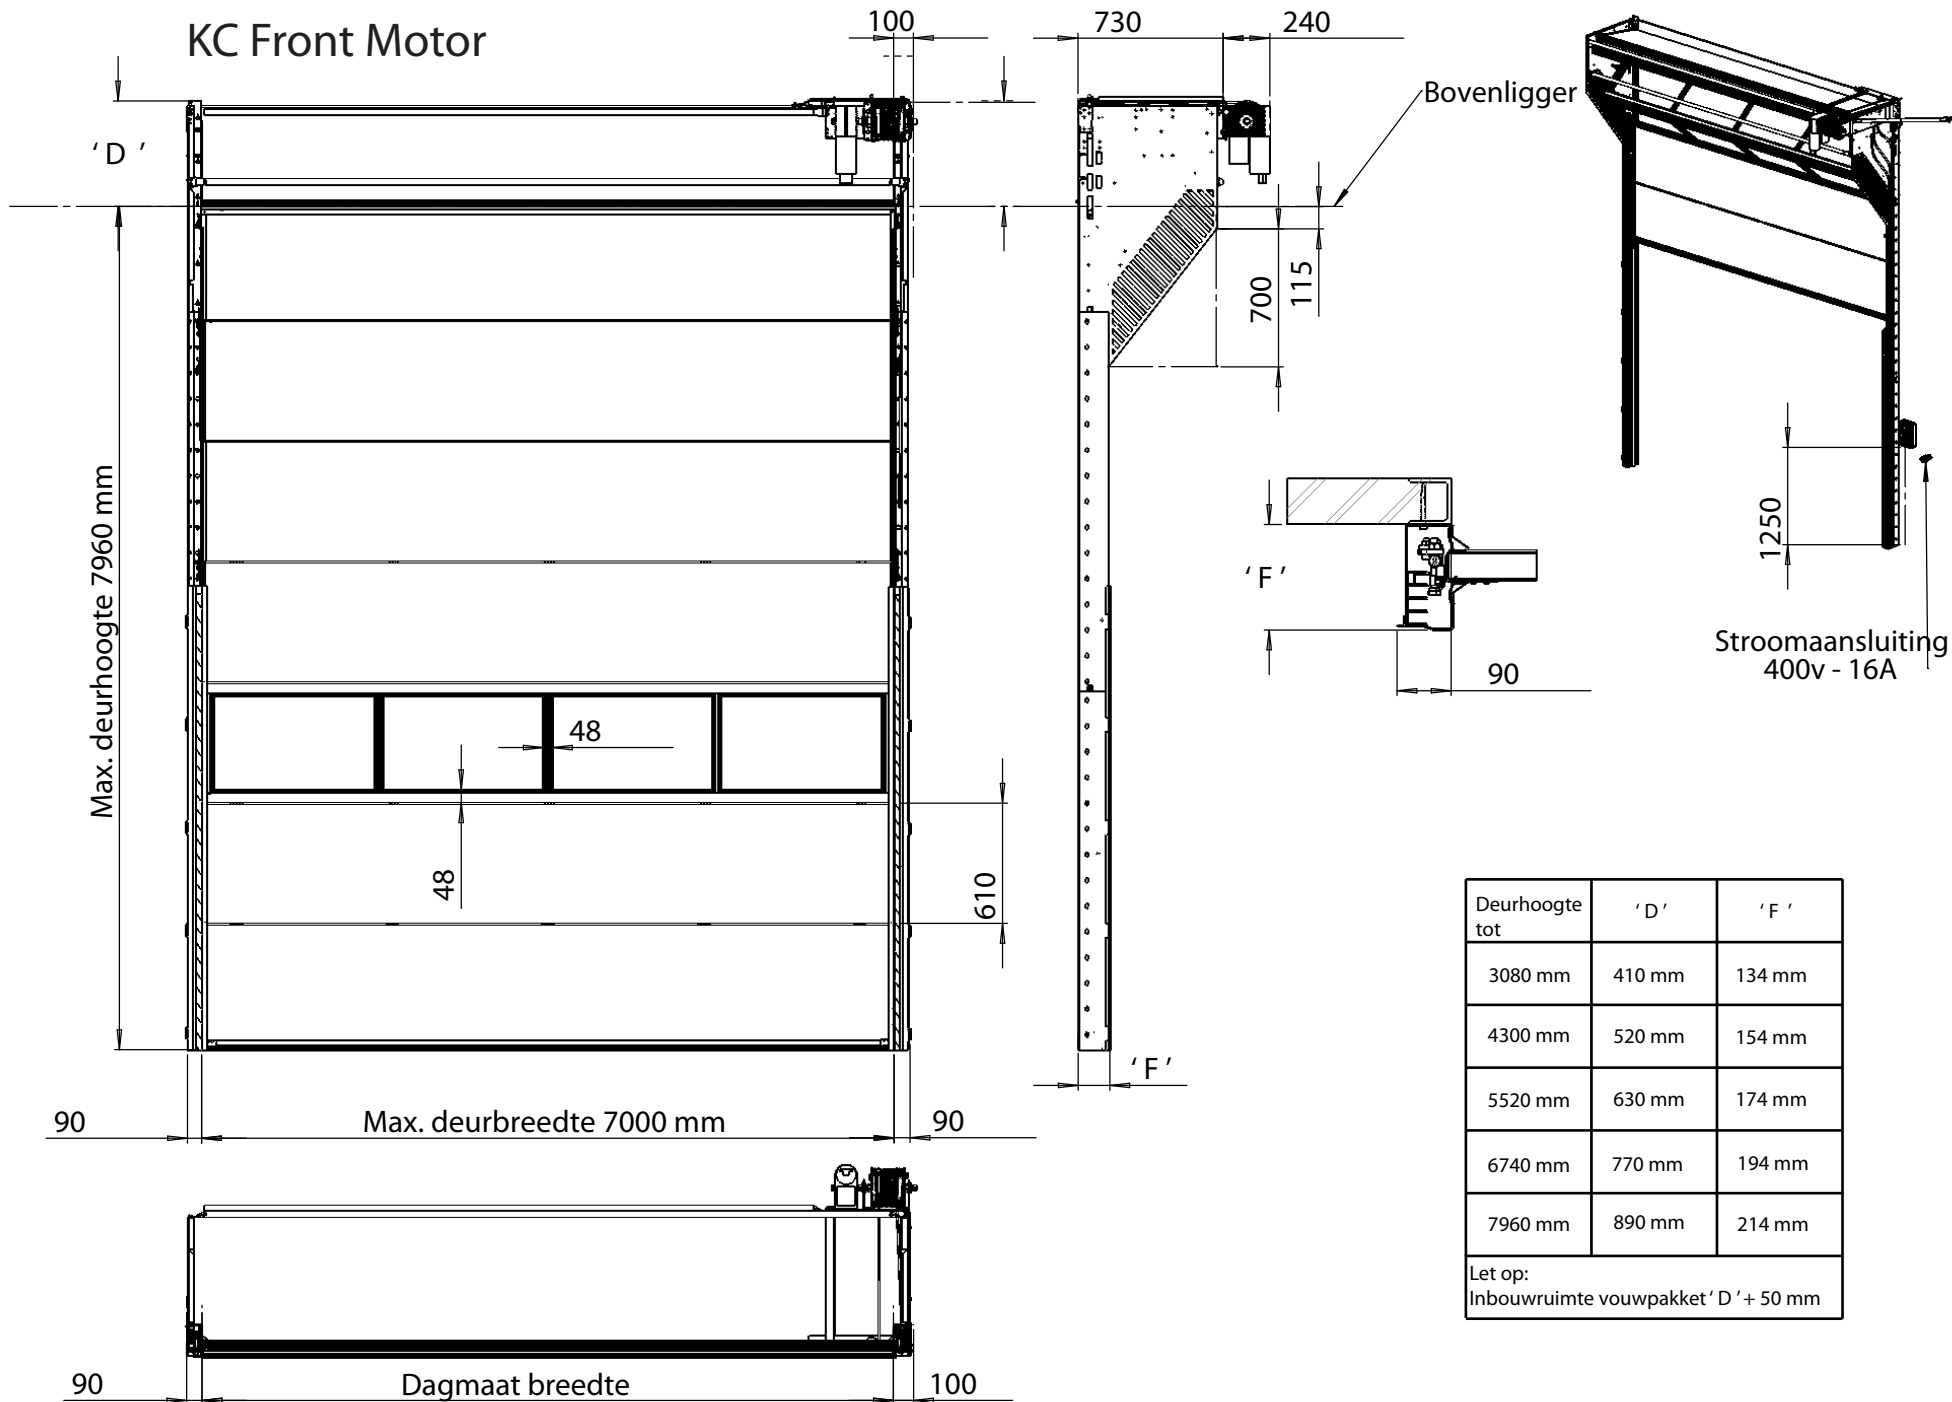 KC Front Motor
100
730
240
Bovenligger
‘ D ’
115
700
Max. deurhoogte 7960 mm
1250
‘ F ’
Stroomaansluiting
400v - 16A
90
48
48
610
‘ F ’
90
Max. deurbreedte 7000 mm
90
Deurhoogte tot ‘ D ’ ‘ F ’
3080 mm 410 mm 134 mm
4300 mm 520 mm 154 mm
5520 mm 630 mm 174 mm
6740 mm 770 mm 194 mm
7960 mm 890 mm 214 mm
Let op:
Inbouwruimte vouwpakket ‘ D ’ + 50 mm
90
Dagmaat breedte
100